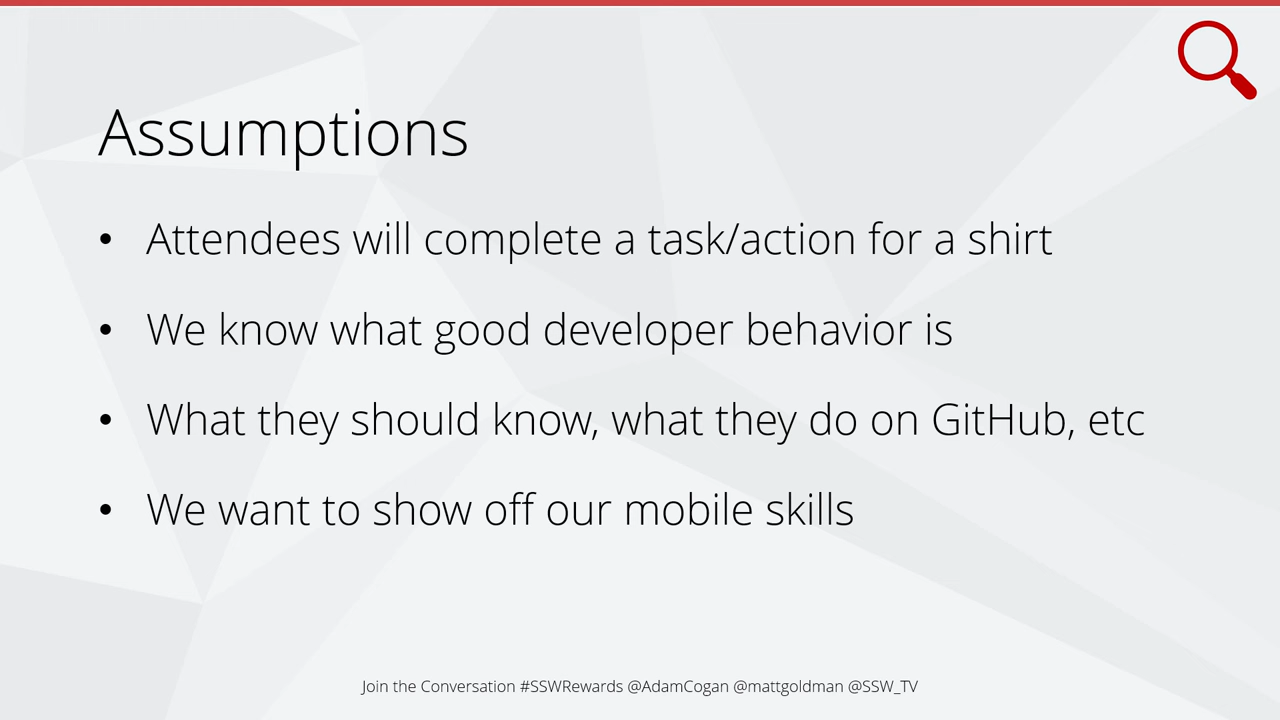 Assumptions
• Attendees will complete a task/action for a shirt
• We know what good developer behavior is
• What they should know, what they do on GitHub, etc
• We want to show off our mobile skills
Join the Conversation #SSWRewards @AdamCogan @mattgoldman @SSW_TV